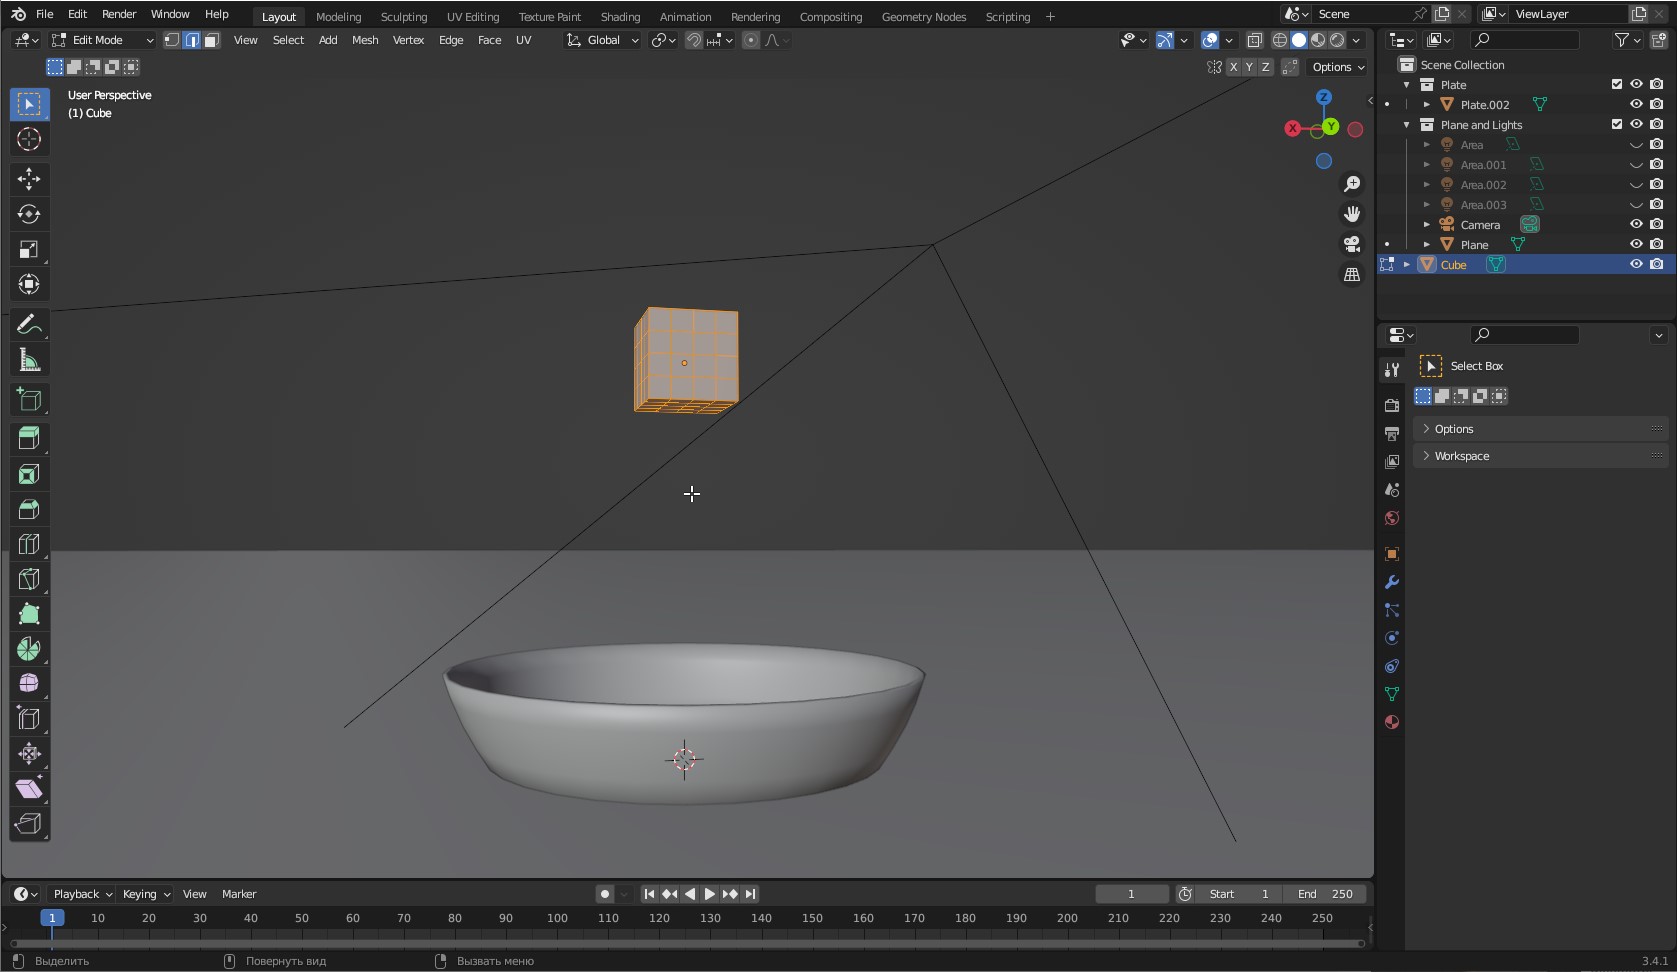 File Edit Render Window Help Layout Modeling Sculpting UV Editing Texture Paint Shading Animation Rendering Compositing Geometry Nodes Scripting + Scene ViewLayer
Edit Mode View Select Add Mesh Vertex Edge Face UV Global
X Y Z Options
User Perspective
(1) Cube
Z
X Y
Scene Collection
Plate
Plate.002
Plane and Lights
Area
Area.001
Area.002
Area.003
Camera
Plane
Cube
Select Box
Options
Workspace
Playback Keying View Marker 1 Start 1 End 250
1 10 20 30 40 50 60 70 80 90 100 110 120 130 140 150 160 170 180 190 200 210 220 230 240 250
Выделить Повернуть вид Вызвать меню 3.4.1